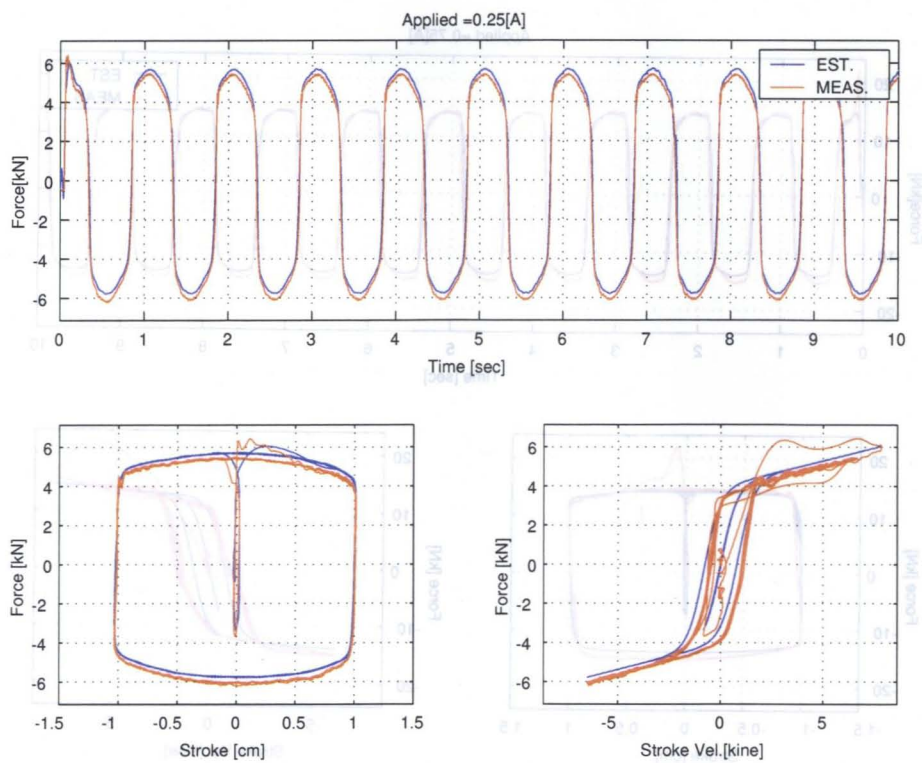 Applied =0.25[A]
6
4
2
0
-2
-4
-6
Force[kN]
EST.
MEAS.
0 1 2 3 4 5 6 7 8 9 10
Time [sec]
6
4
2
0
-2
-4
-6
Force [kN]
-1.5 -1 -0.5 0 0.5 1 1.5
Stroke [cm]
6
4
2
0
-2
-4
-6
Force [kN]
-5 0 5
Stroke Vel.[kine]